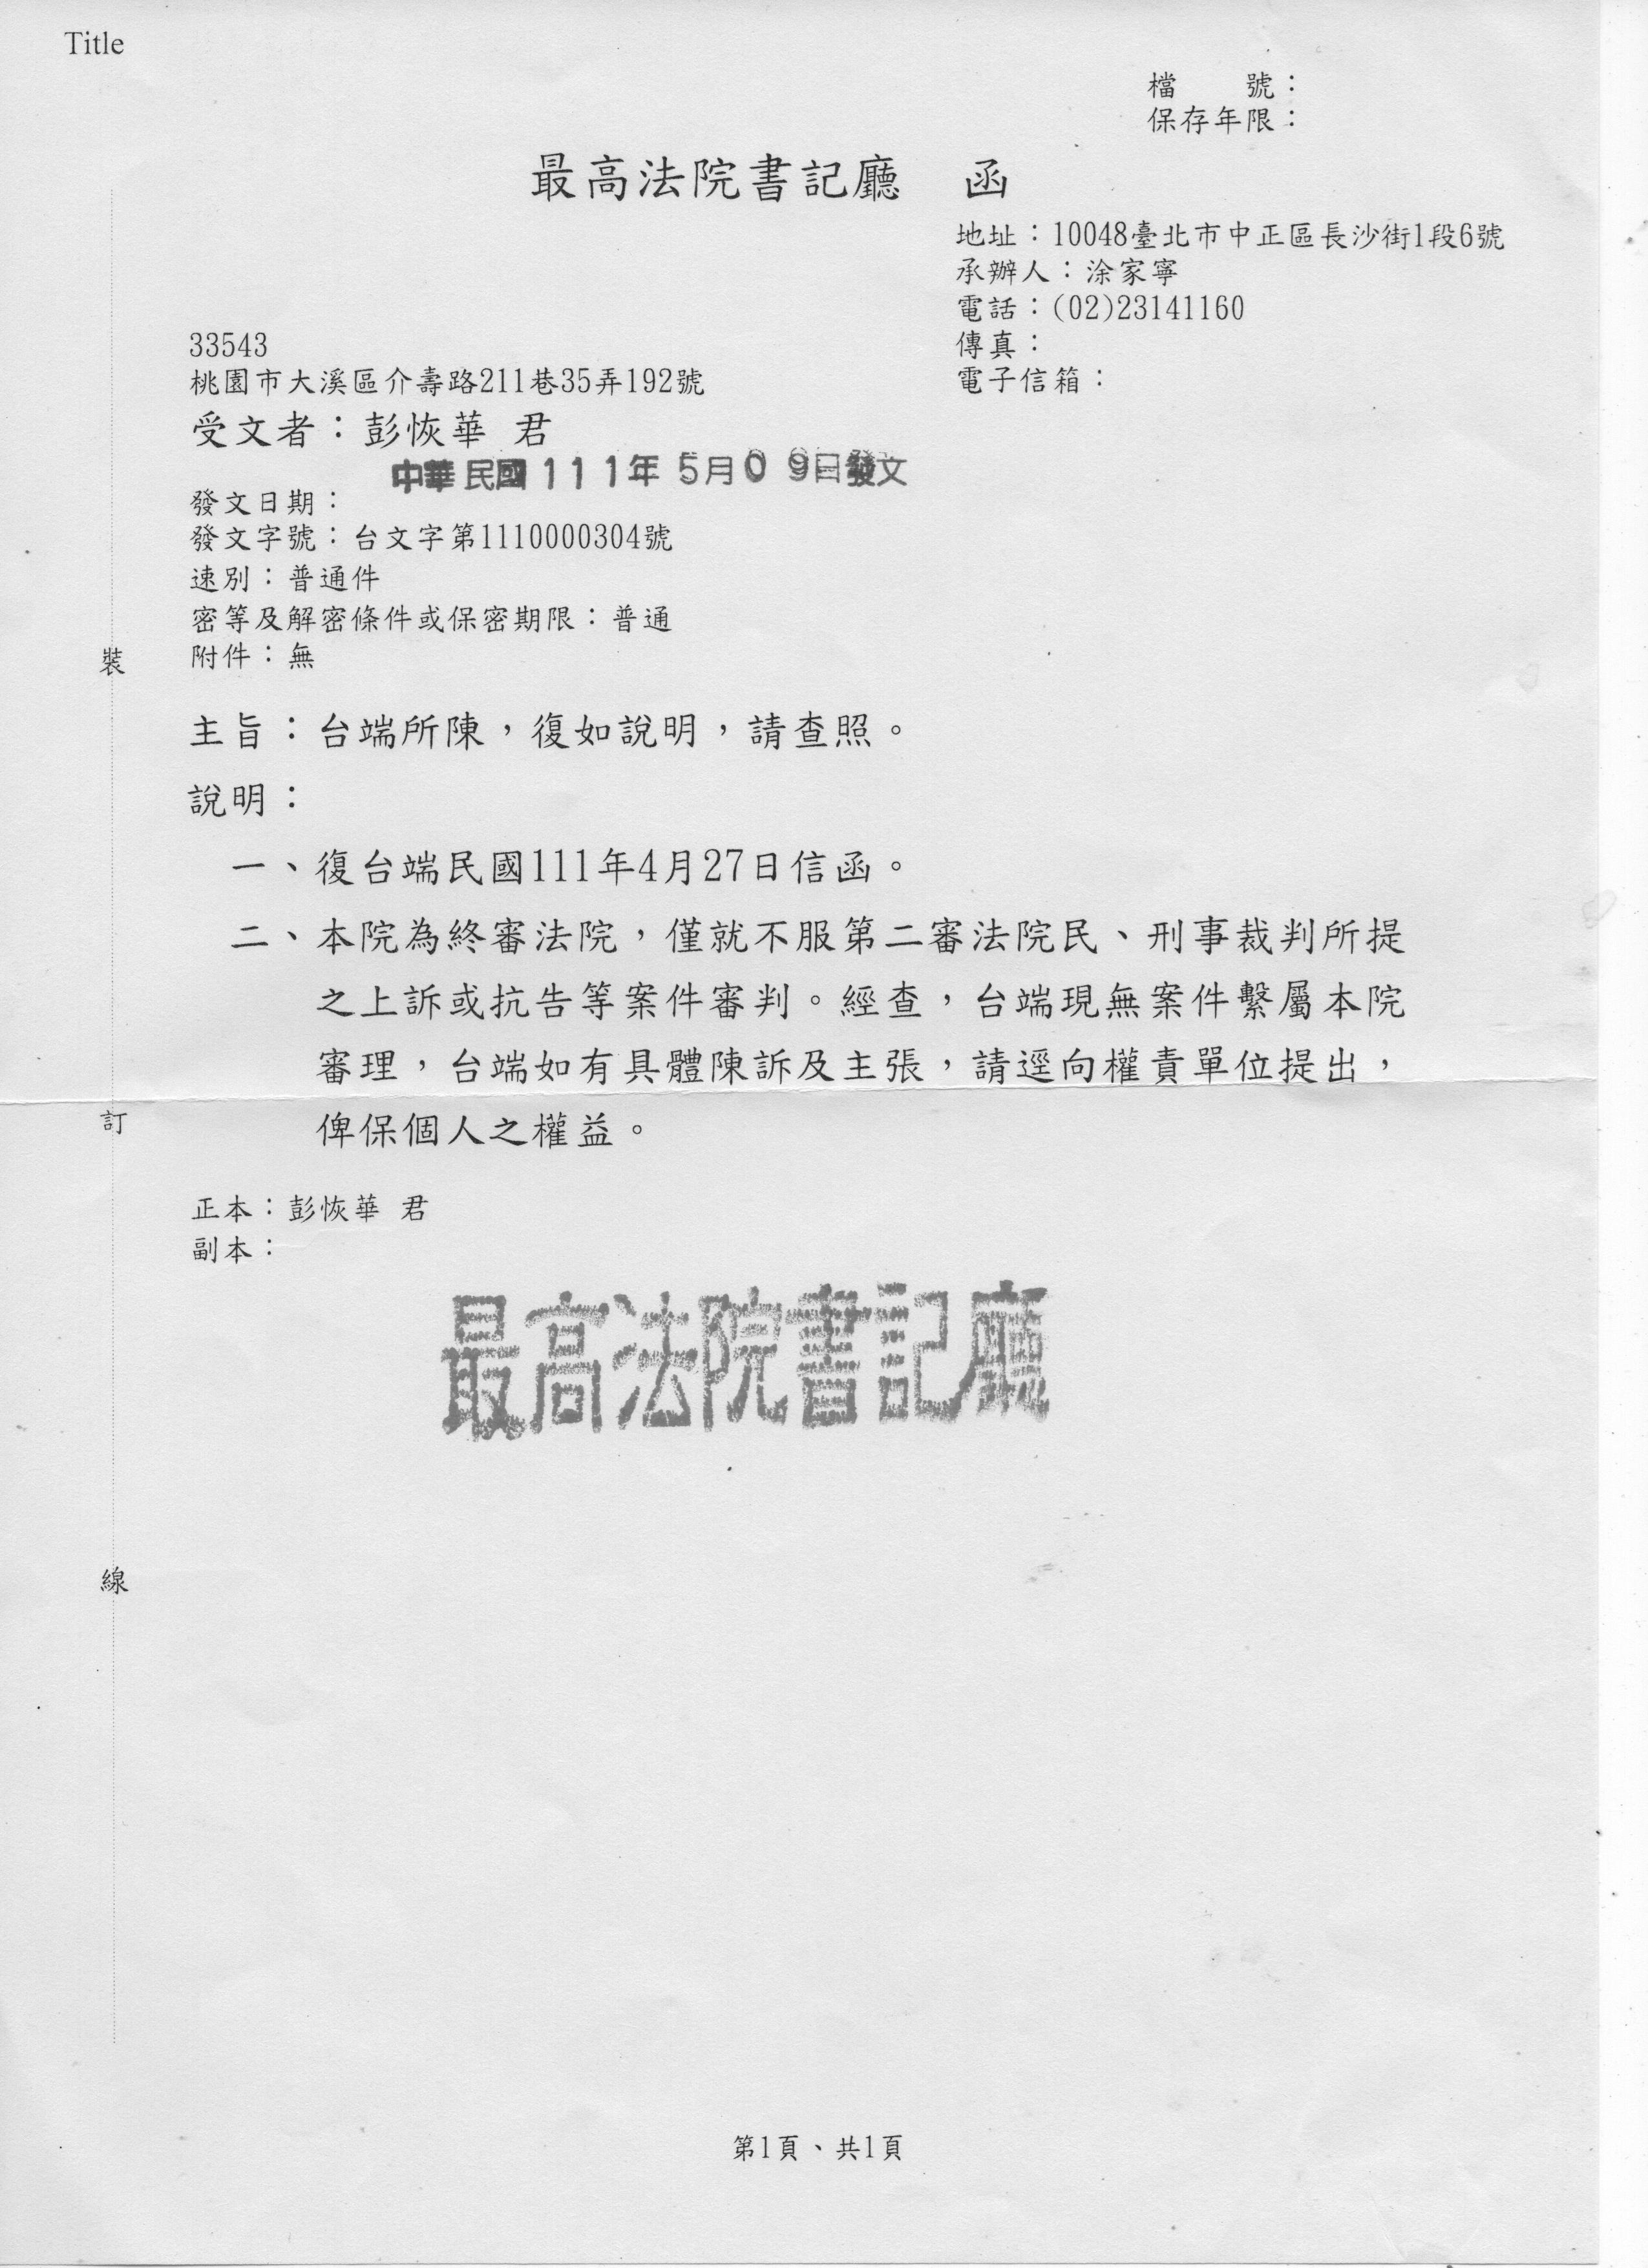 Title
檔　　號：
保存年限：
最高法院書記廳　函
地址：10048臺北市中正區長沙街1段6號
承辦人：涂家寧
電話：(02)23141160
傳真：
電子信箱：
33543
桃園市大溪區介壽路211巷35弄192號
受文者：彭恢華 君
中華民國111年5月09日發文
發文日期：
發文字號：台文字第1110000304號
速別：普通件
密等及解密條件或保密期限：普通
附件：無
裝
主旨：台端所陳，復如說明，請查照。
說明：
一、復台端民國111年4月27日信函。
二、本院為終審法院，僅就不服第二審法院民、刑事裁判所提
之上訴或抗告等案件審判。經查，台端現無案件繫屬本院
審理，台端如有具體陳訴及主張，請逕向權責單位提出，
訂
俾保個人之權益。
正本：彭恢華 君
副本：
最高法院書記廳
線
第1頁、共1頁